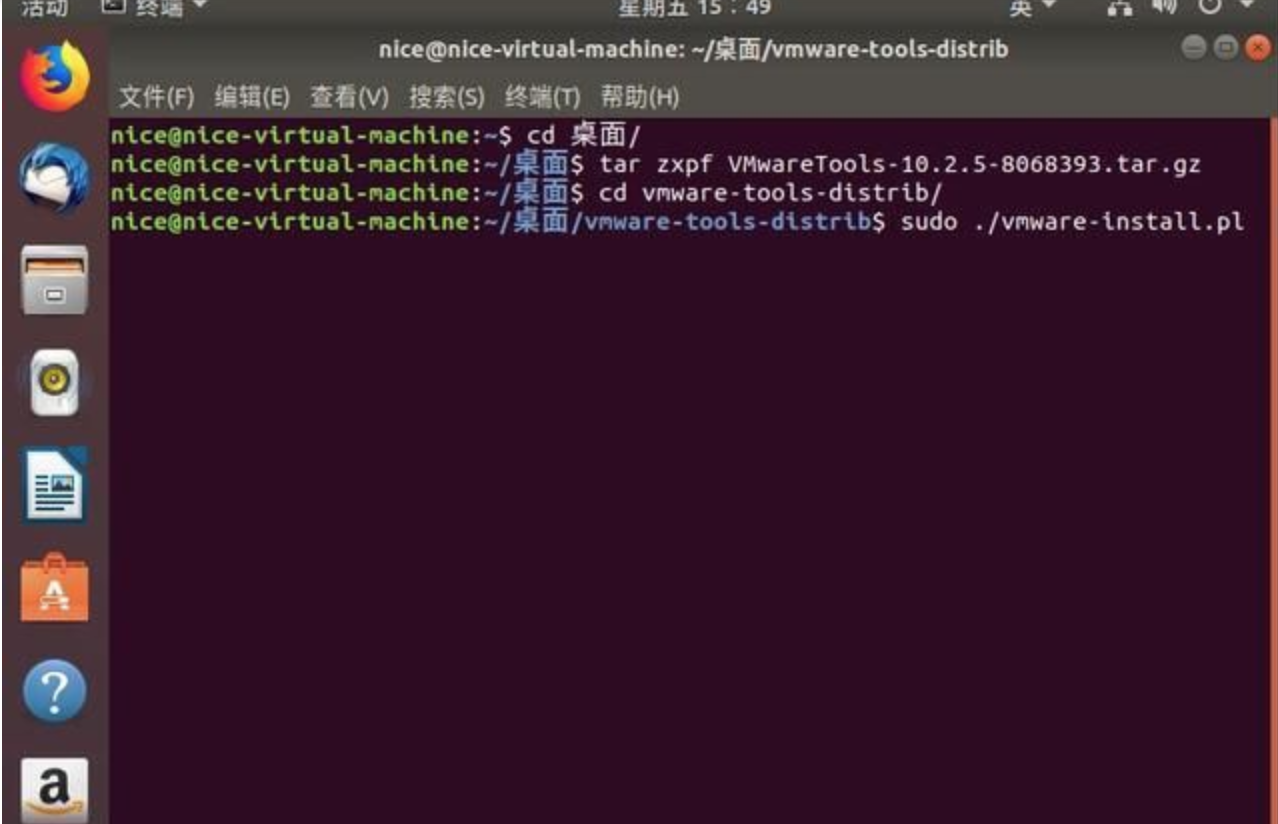 活动 终端 星期五 15：49 英
nice@nice-virtual-machine: ~/桌面/vmware-tools-distrib
文件(F) 编辑(E) 查看(V) 搜索(S) 终端(T) 帮助(H)
nice@nice-virtual-machine:~$ cd 桌面/
nice@nice-virtual-machine:~/桌面$ tar zxpf VMwareTools-10.2.5-8068393.tar.gz
nice@nice-virtual-machine:~/桌面$ cd vmware-tools-distrib/
nice@nice-virtual-machine:~/桌面/vmware-tools-distrib$ sudo ./vmware-install.pl